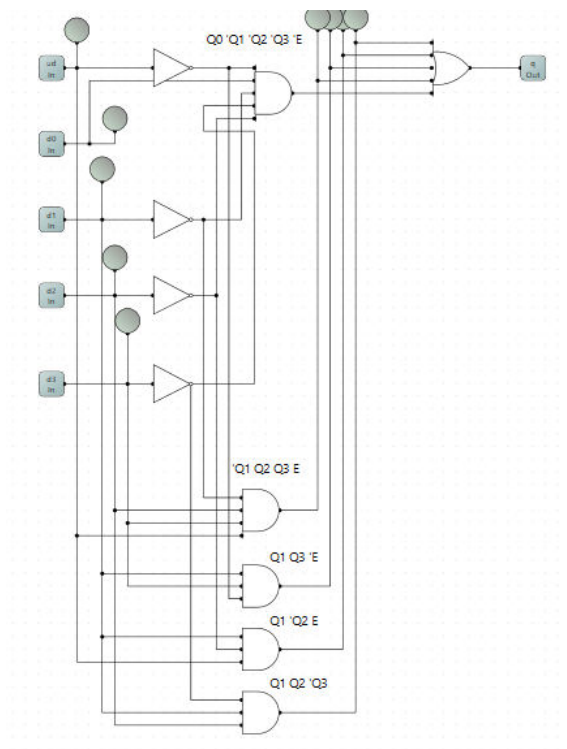 Q0 'Q1 'Q2 'Q3 'E
ud
In
q
Out
d0
In
d1
In
d2
In
d3
In
'Q1 Q2 Q3 E
Q1 Q3 'E
Q1 'Q2 E
Q1 Q2 'Q3